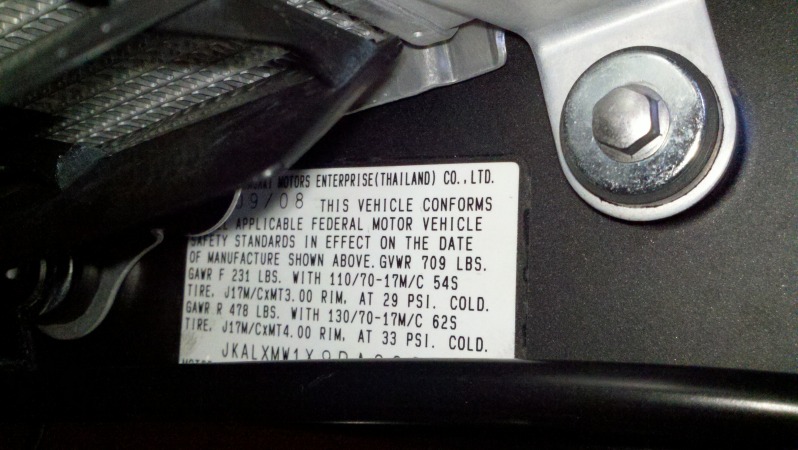 MOTORS ENTERPRISE(THAILAND) CO.,LTD.
09/08 THIS VEHICLE CONFORMS
APPLICABLE FEDERAL MOTOR VEHICLE
SAFETY STANDARDS IN EFFECT ON THE DATE
OF MANUFACTURE SHOWN ABOVE. GVWR 709 LBS.
GAWR F 231 LBS. WITH 110/70-17M/C 54S
TIRE, J17M/CxMT3.00 RIM, AT 29 PSI. COLD.
GAWR R 478 LBS. WITH 130/70-17M/C 62S
TIRE, J17M/CxMT4.00 RIM, AT 33 PSI. COLD.
JKALXMW1X9DA